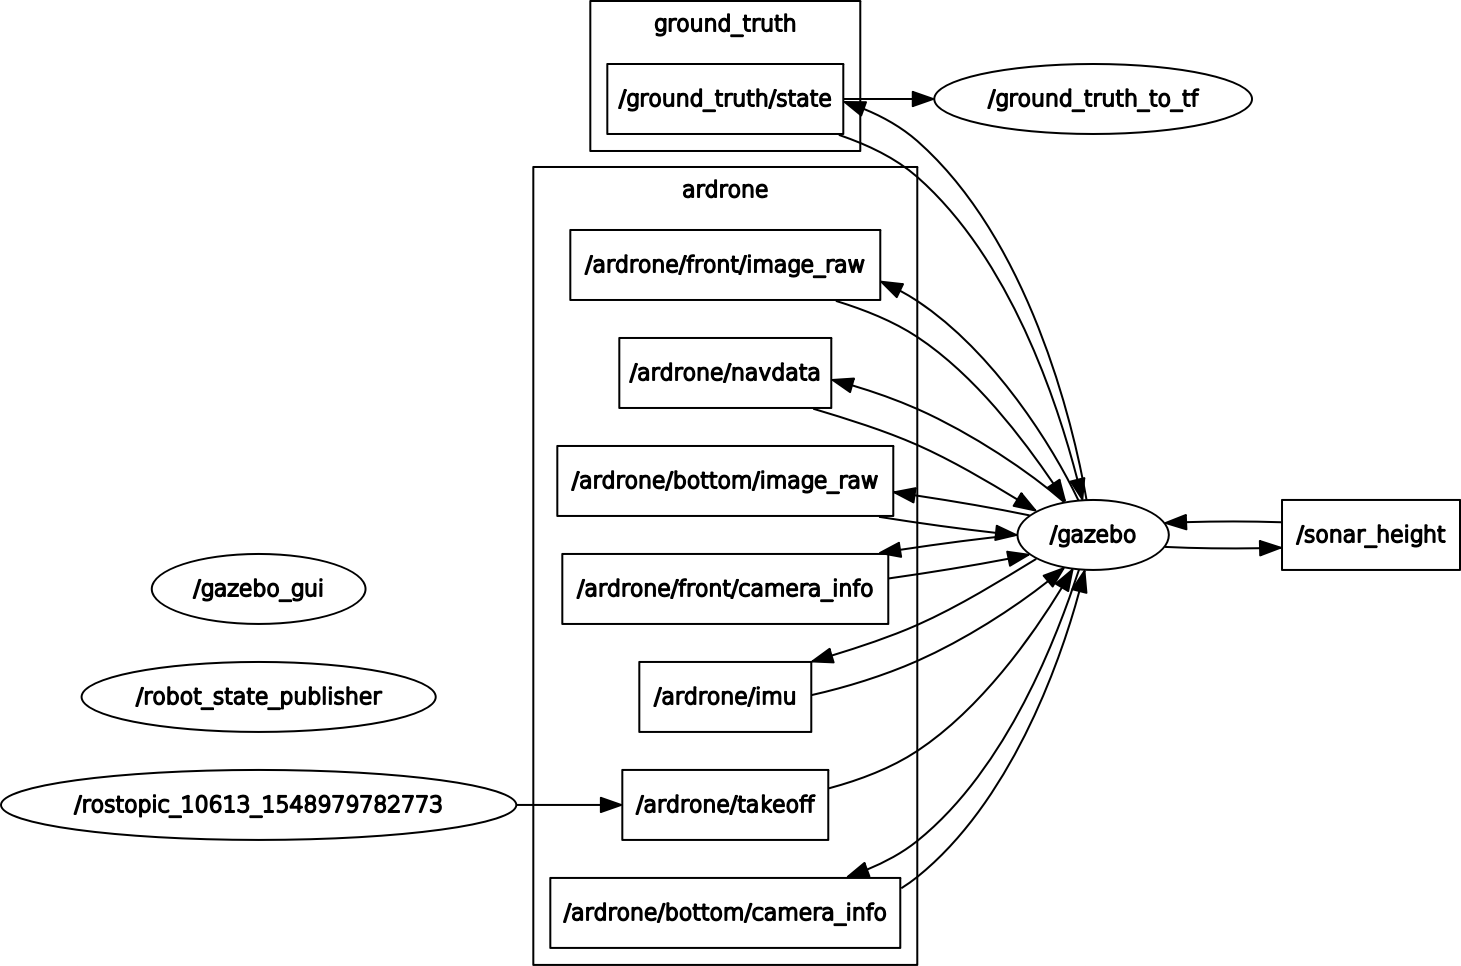 ground_truth
/ground_truth/state
/ground_truth_to_tf
ardrone
/ardrone/front/image_raw
/ardrone/navdata
/ardrone/bottom/image_raw
/gazebo
/sonar_height
/gazebo_gui
/ardrone/front/camera_info
/robot_state_publisher
/ardrone/imu
/rostopic_10613_1548979782773
/ardrone/takeoff
/ardrone/bottom/camera_info